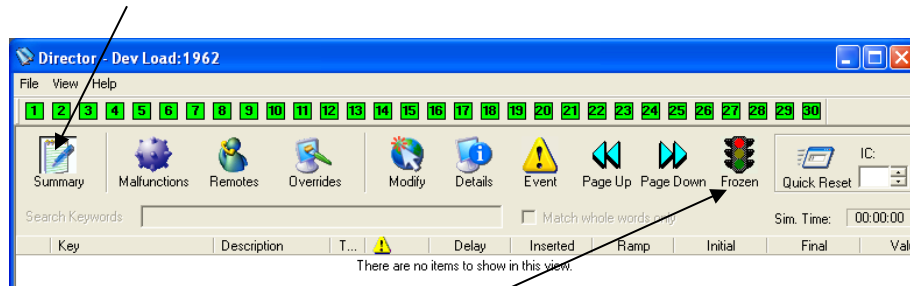 Director - Dev Load:1962
File View Help
1 2 3 4 5 6 7 8 9 10 11 12 13 14 15 16 17 18 19 20 21 22 23 24 25 26 27 28 29 30
Summary Malfunctions Remotes Overrides Modify Details Event Page Up Page Down Frozen Quick Reset IC:
Search Keywords Match whole words only Sim. Time: 00:00:00
Key Description T... Delay Inserted Ramp Initial Final Val
There are no items to show in this view.